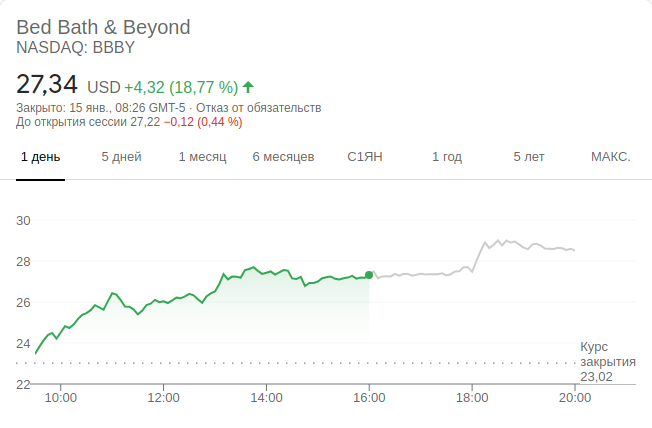 Bed Bath & Beyond
NASDAQ: BBBY
27,34 USD +4,32 (18,77 %)
Закрыто: 15 янв., 08:26 GMT-5 · Отказ от обязательств
До открытия сессии 27,22 −0,12 (0,44 %)
1 день 5 дней 1 месяц 6 месяцев С1ЯН 1 год 5 лет МАКС.
30
28
26
24
Курс
закрытия
23,02
22
10:00 12:00 14:00 16:00 18:00 20:00